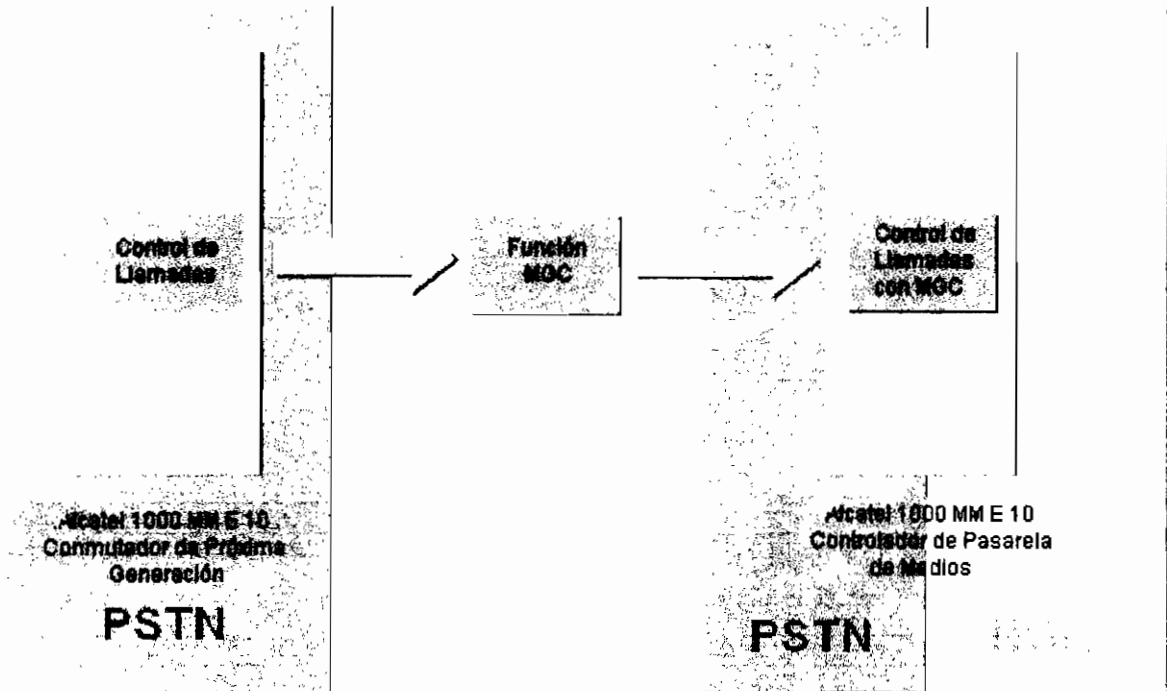 Control de
Llamadas
Función
MGC
Control de
Llamadas
con MGC
Alcatel 1000 MM E 10
Conmutador de Próxima
Generación
PSTN
Alcatel 1000 MM E 10
Controlador de Pasarela
de Medios
PSTN